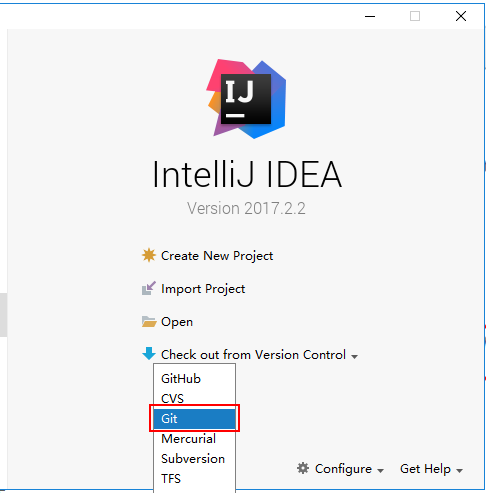 IJ
IntelliJ IDEA
Version 2017.2.2
Create New Project
Import Project
Open
Check out from Version Control
GitHub
CVS
Git
Mercurial
Subversion
TFS
Configure
Get Help